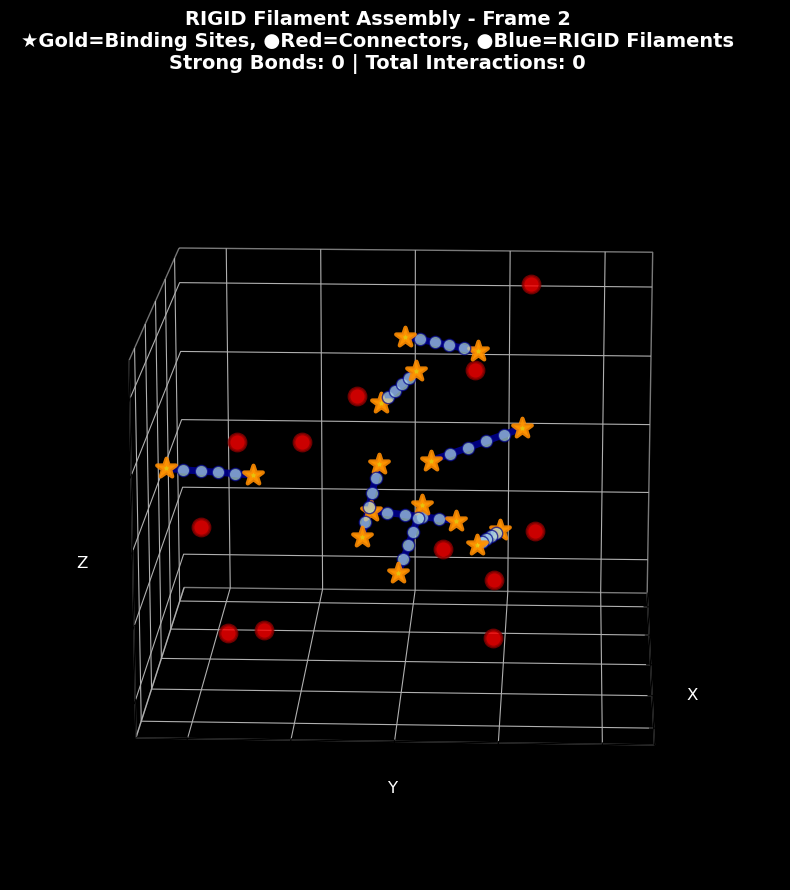 RIGID Filament Assembly - Frame 2
★Gold=Binding Sites, ●Red=Connectors, ●Blue=RIGID Filaments
Strong Bonds: 0 | Total Interactions: 0
Z
X
Y